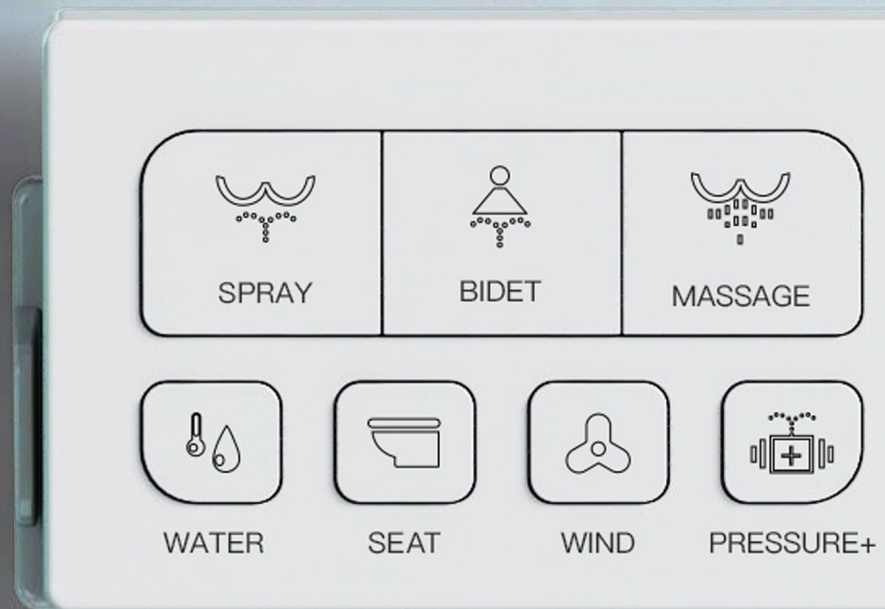 SPRAY
BIDET
MASSAGE
WATER
SEAT
WIND
PRESSURE+